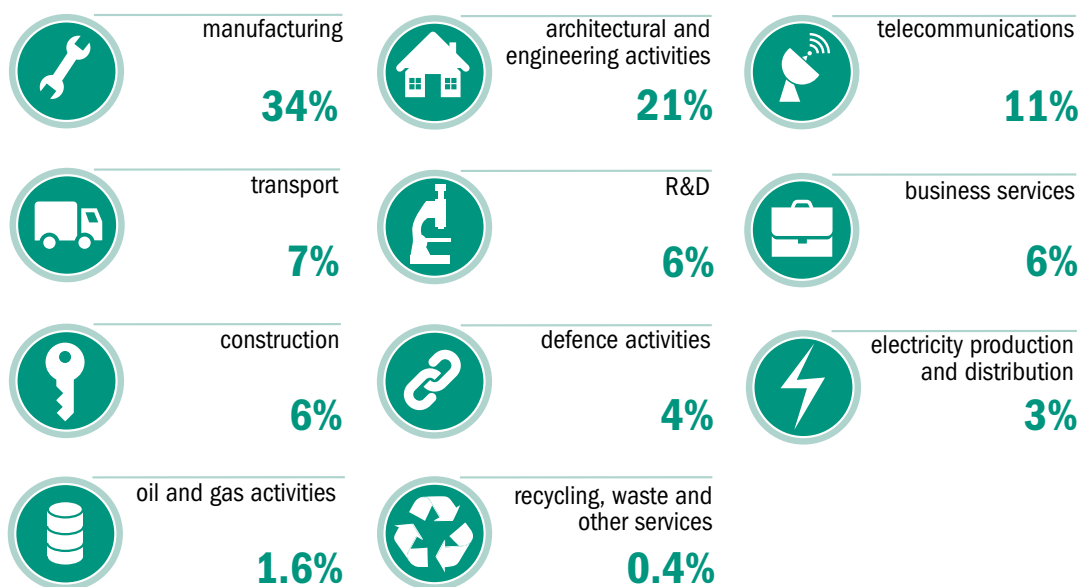 manufacturing
34%
architectural and
engineering activities
21%
telecommunications
11%
transport
7%
R&D
6%
business services
6%
construction
6%
defence activities
4%
electricity production
and distribution
3%
oil and gas activities
1.6%
recycling, waste and
other services
0.4%